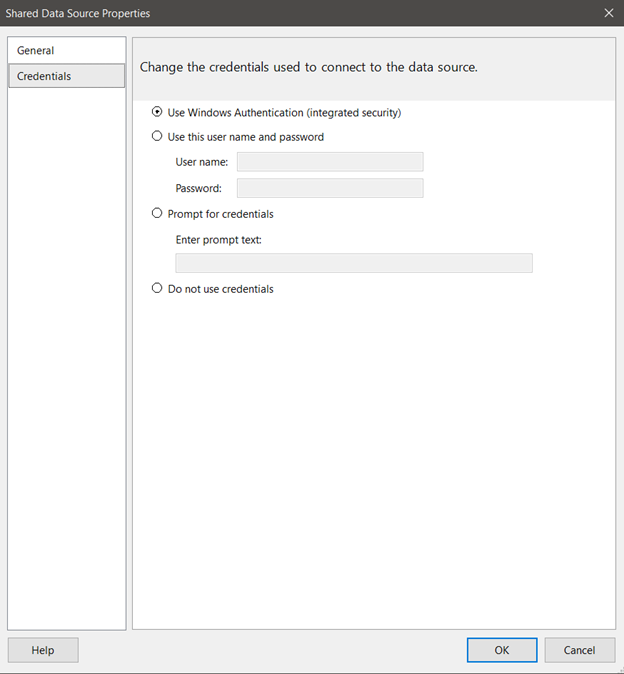 Shared Data Source Properties
General
Credentials
Change the credentials used to connect to the data source.
Use Windows Authentication (integrated security)
Use this user name and password
User name:
Password:
Prompt for credentials
Enter prompt text:
Do not use credentials
Help
OK
Cancel